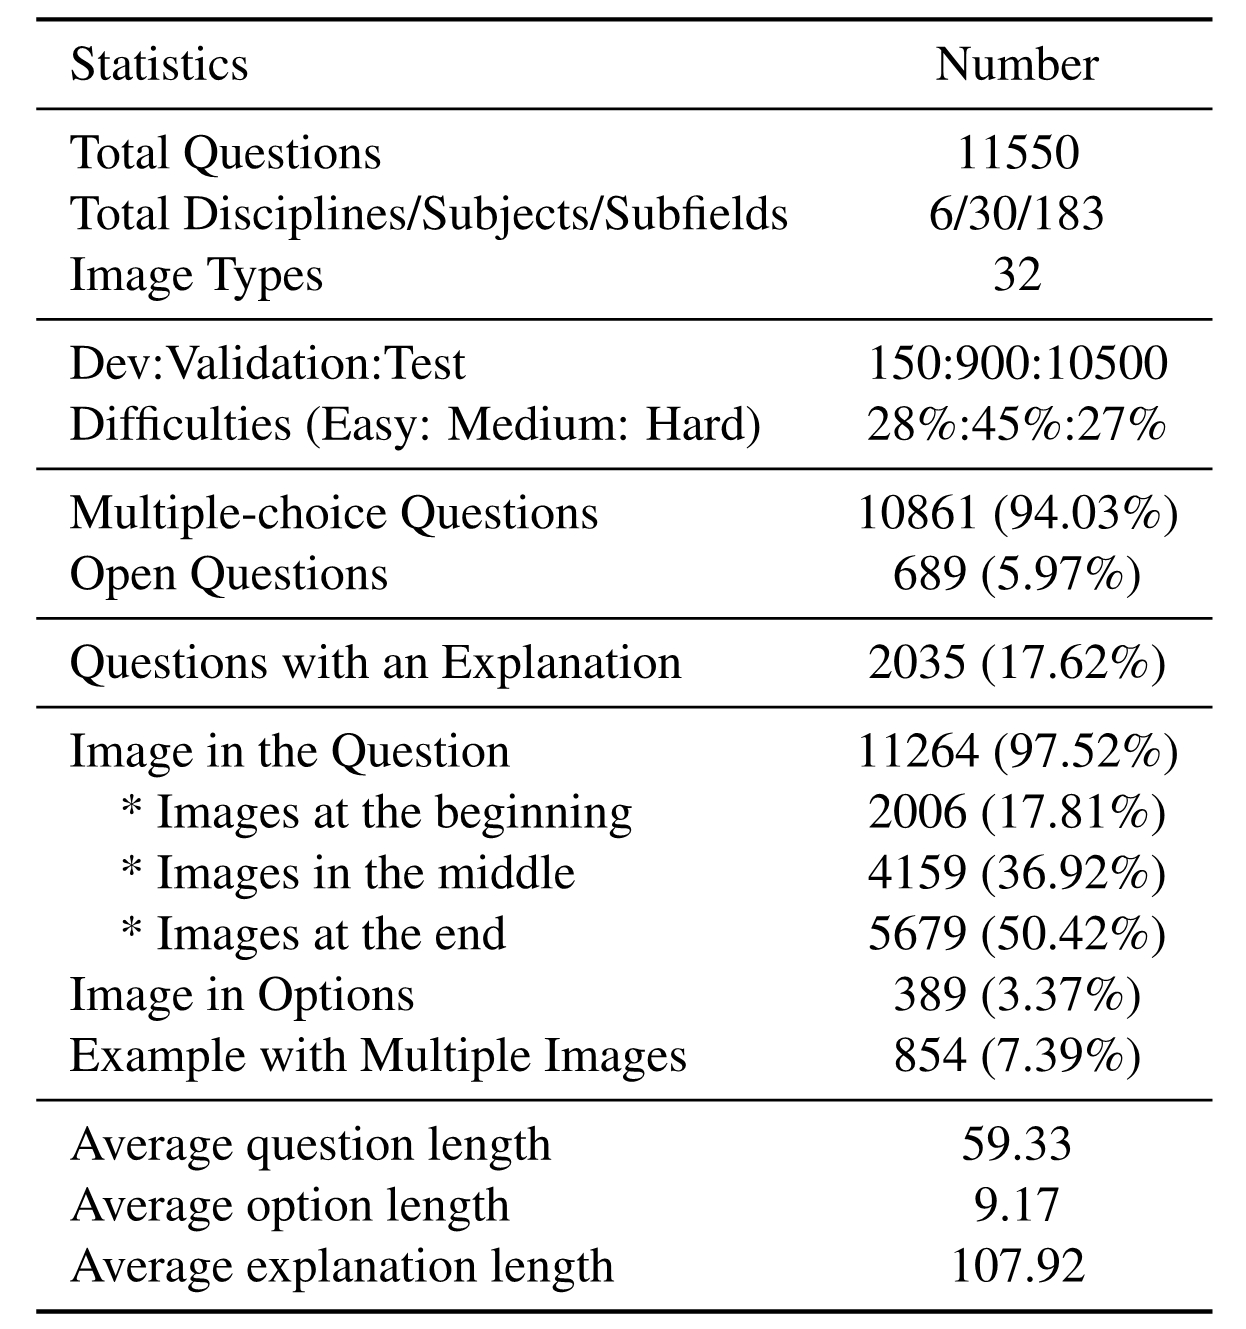 Statistics Number
Total Questions 11550
Total Disciplines/Subjects/Subfields 6/30/183
Image Types 32
Dev:Validation:Test 150:900:10500
Difficulties (Easy: Medium: Hard) 28%:45%:27%
Multiple-choice Questions 10861 (94.03%)
Open Questions 689 (5.97%)
Questions with an Explanation 2035 (17.62%)
Image in the Question 11264 (97.52%)
* Images at the beginning 2006 (17.81%)
* Images in the middle 4159 (36.92%)
* Images at the end 5679 (50.42%)
Image in Options 389 (3.37%)
Example with Multiple Images 854 (7.39%)
Average question length 59.33
Average option length 9.17
Average explanation length 107.92